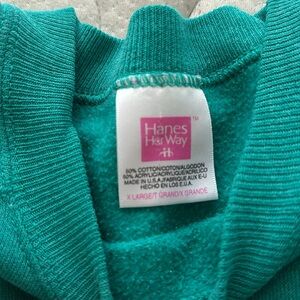 Hanes
Her Way
TM
50% COTTON/COTON/ALGODON
50% ACRYLIC/ACRYLIQUE/ACRILICO
MADE IN U.S.A./FABRIQUE AUX E-U
HECHO EN LOS E.U.A.
X LARGE/T GRAND/X GRANDE